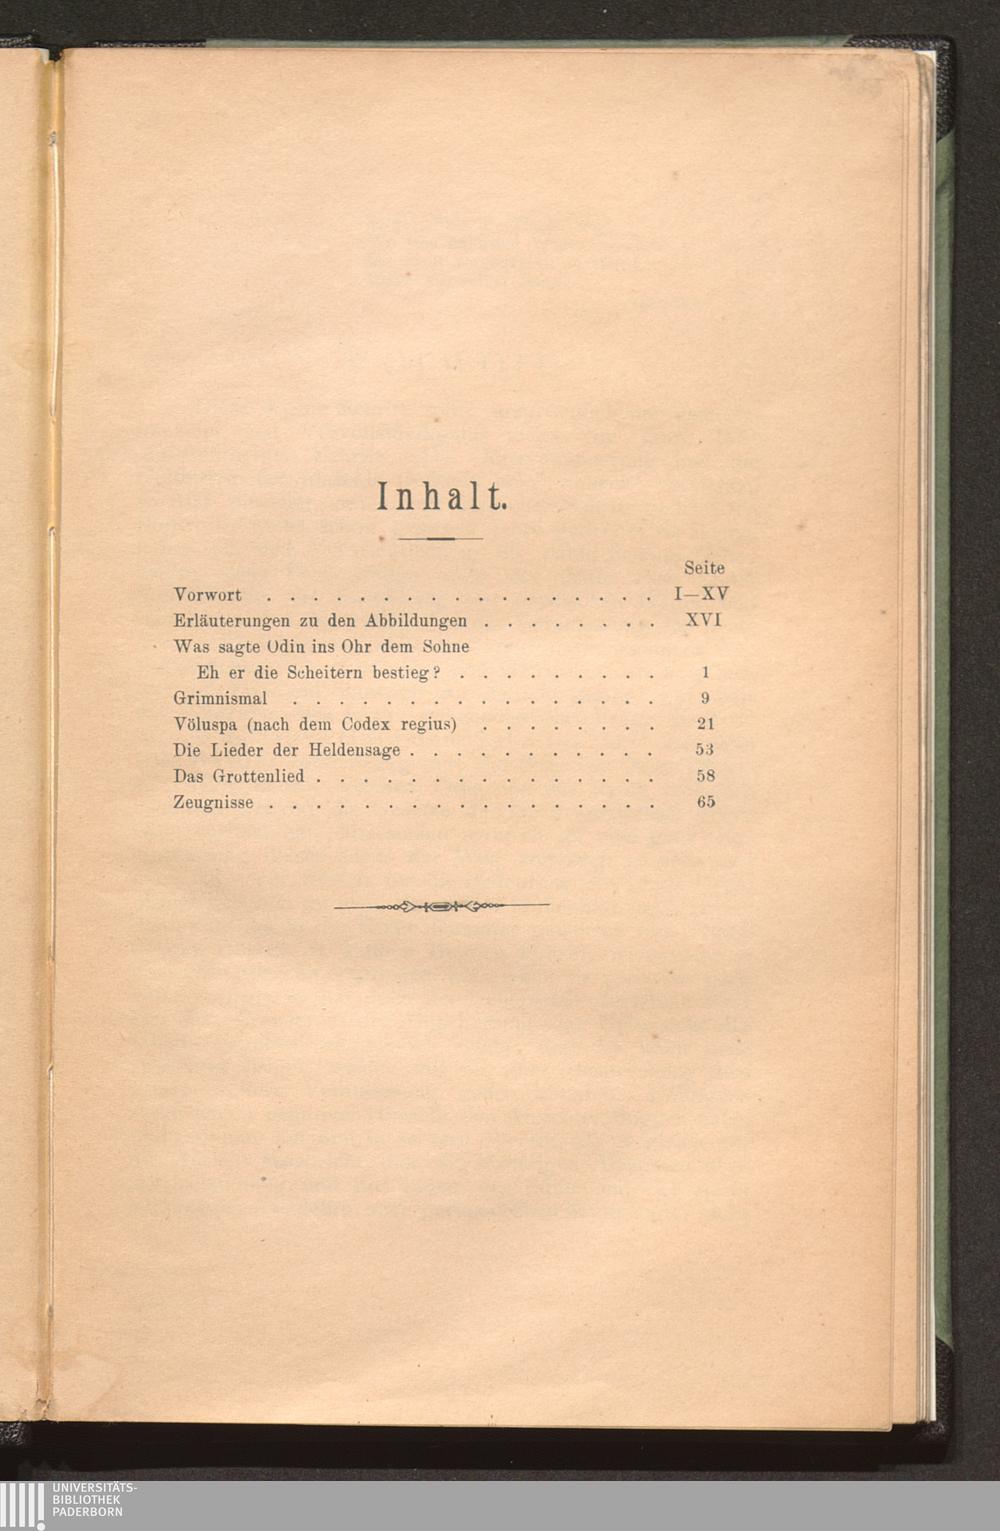 Inhalt.
Seite
Vorwort . . . . . . . . . . . . . . . . . I—XV
Erläuterungen zu den Abbildungen . . . . . . . . XVI
Was sagte Odin ins Ohr dem Sohne
Eh er die Scheitern bestieg? . . . . . . . . . 1
Grimnismal . . . . . . . . . . . . . . . . 9
Völuspa (nach dem Codex regius) . . . . . . . . 21
Die Lieder der Heldensage . . . . . . . . . . . 53
Das Grottenlied . . . . . . . . . . . . . . . 58
Zeugnisse . . . . . . . . . . . . . . . . . 65
UNIVERSITÄTS-
BIBLIOTHEK
PADERBORN